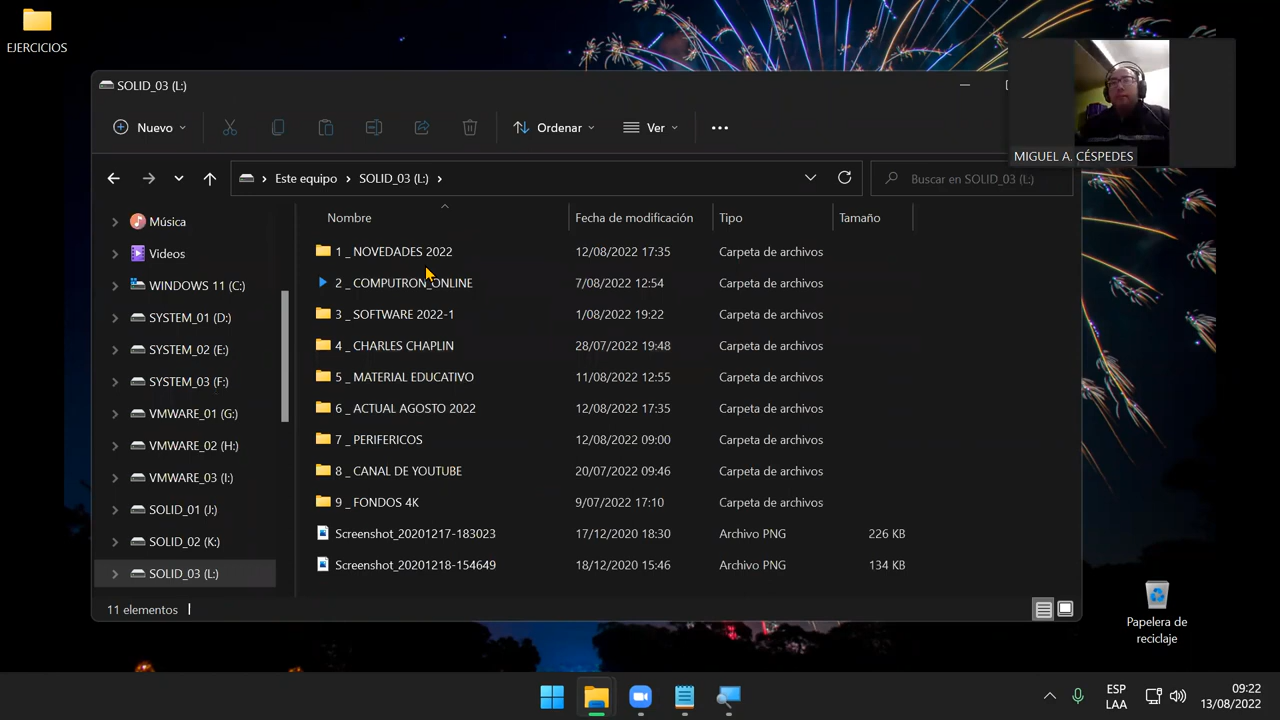 EJERCICIOS
SOLID_03 (L:)
Nuevo
Ordenar
Ver
MIGUEL A. CÉSPEDES
Este equipo
SOLID_03 (L:)
Buscar en SOLID_03 (L:)
Música
Videos
WINDOWS 11 (C:)
SYSTEM_01 (D:)
SYSTEM_02 (E:)
SYSTEM_03 (F:)
VMWARE_01 (G:)
VMWARE_02 (H:)
VMWARE_03 (I:)
SOLID_01 (J:)
SOLID_02 (K:)
SOLID_03 (L:)
Nombre Fecha de modificación Tipo Tamaño
1 _ NOVEDADES 2022 12/08/2022 17:35 Carpeta de archivos
2 _ COMPUTRON_ONLINE 7/08/2022 12:54 Carpeta de archivos
3 _ SOFTWARE 2022-1 1/08/2022 19:22 Carpeta de archivos
4 _ CHARLES CHAPLIN 28/07/2022 19:48 Carpeta de archivos
5 _ MATERIAL EDUCATIVO 11/08/2022 12:55 Carpeta de archivos
6 _ ACTUAL AGOSTO 2022 12/08/2022 17:35 Carpeta de archivos
7 _ PERIFERICOS 12/08/2022 09:00 Carpeta de archivos
8 _ CANAL DE YOUTUBE 20/07/2022 09:46 Carpeta de archivos
9 _ FONDOS 4K 9/07/2022 17:10 Carpeta de archivos
Screenshot_20201217-183023 17/12/2020 18:30 Archivo PNG 226 KB
Screenshot_20201218-154649 18/12/2020 15:46 Archivo PNG 134 KB
11 elementos
Papelera de
reciclaje
ESP
LAA
09:22
13/08/2022